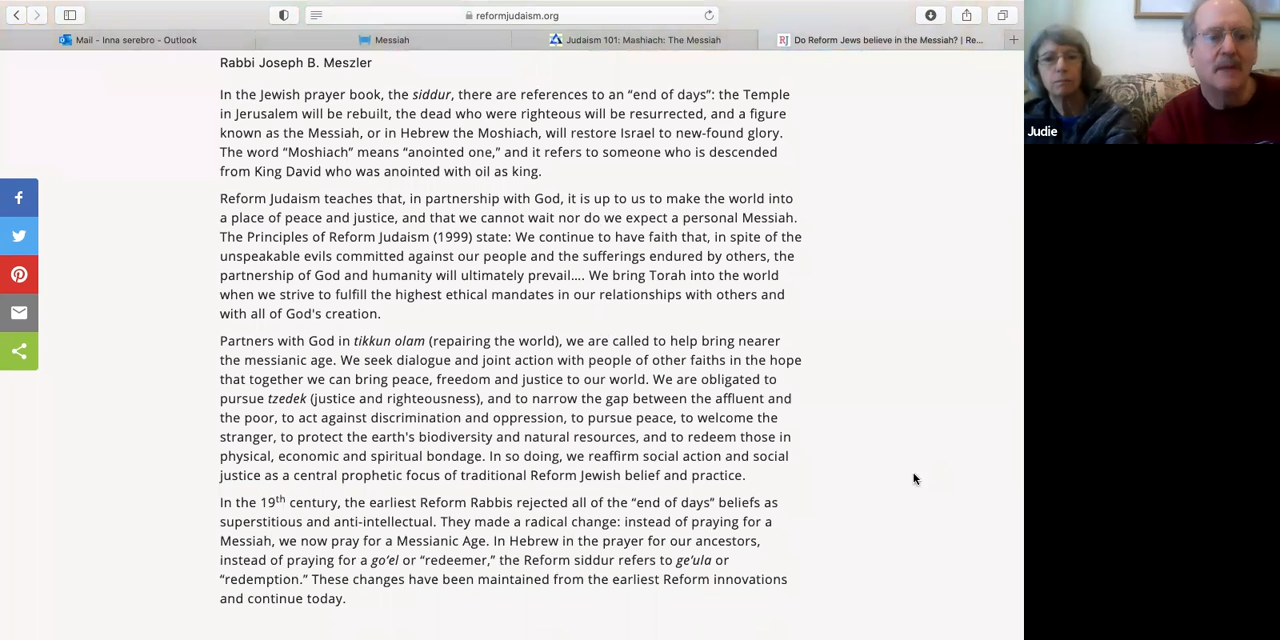 reformjudaism.org
Mail - Inna serebro - Outlook
Messiah
Judaism 101: Mashiach: The Messiah
RJ
Do Reform Jews believe in the Messiah? | Re...
Rabbi Joseph B. Meszler
In the Jewish prayer book, the siddur, there are references to an “end of days”: the Temple
in Jerusalem will be rebuilt, the dead who were righteous will be resurrected, and a figure
known as the Messiah, or in Hebrew the Moshiach, will restore Israel to new-found glory.
The word “Moshiach” means “anointed one,” and it refers to someone who is descended
from King David who was anointed with oil as king.
Reform Judaism teaches that, in partnership with God, it is up to us to make the world into
a place of peace and justice, and that we cannot wait nor do we expect a personal Messiah.
The Principles of Reform Judaism (1999) state: We continue to have faith that, in spite of the
unspeakable evils committed against our people and the sufferings endured by others, the
partnership of God and humanity will ultimately prevail.... We bring Torah into the world
when we strive to fulfill the highest ethical mandates in our relationships with others and
with all of God's creation.
Partners with God in tikkun olam (repairing the world), we are called to help bring nearer
the messianic age. We seek dialogue and joint action with people of other faiths in the hope
that together we can bring peace, freedom and justice to our world. We are obligated to
pursue tzedek (justice and righteousness), and to narrow the gap between the affluent and
the poor, to act against discrimination and oppression, to pursue peace, to welcome the
stranger, to protect the earth's biodiversity and natural resources, and to redeem those in
physical, economic and spiritual bondage. In so doing, we reaffirm social action and social
justice as a central prophetic focus of traditional Reform Jewish belief and practice.
In the 19th century, the earliest Reform Rabbis rejected all of the “end of days” beliefs as
superstitious and anti-intellectual. They made a radical change: instead of praying for a
Messiah, we now pray for a Messianic Age. In Hebrew in the prayer for our ancestors,
instead of praying for a go’el or “redeemer,” the Reform siddur refers to ge’ula or
“redemption.” These changes have been maintained from the earliest Reform innovations
and continue today.
Judie